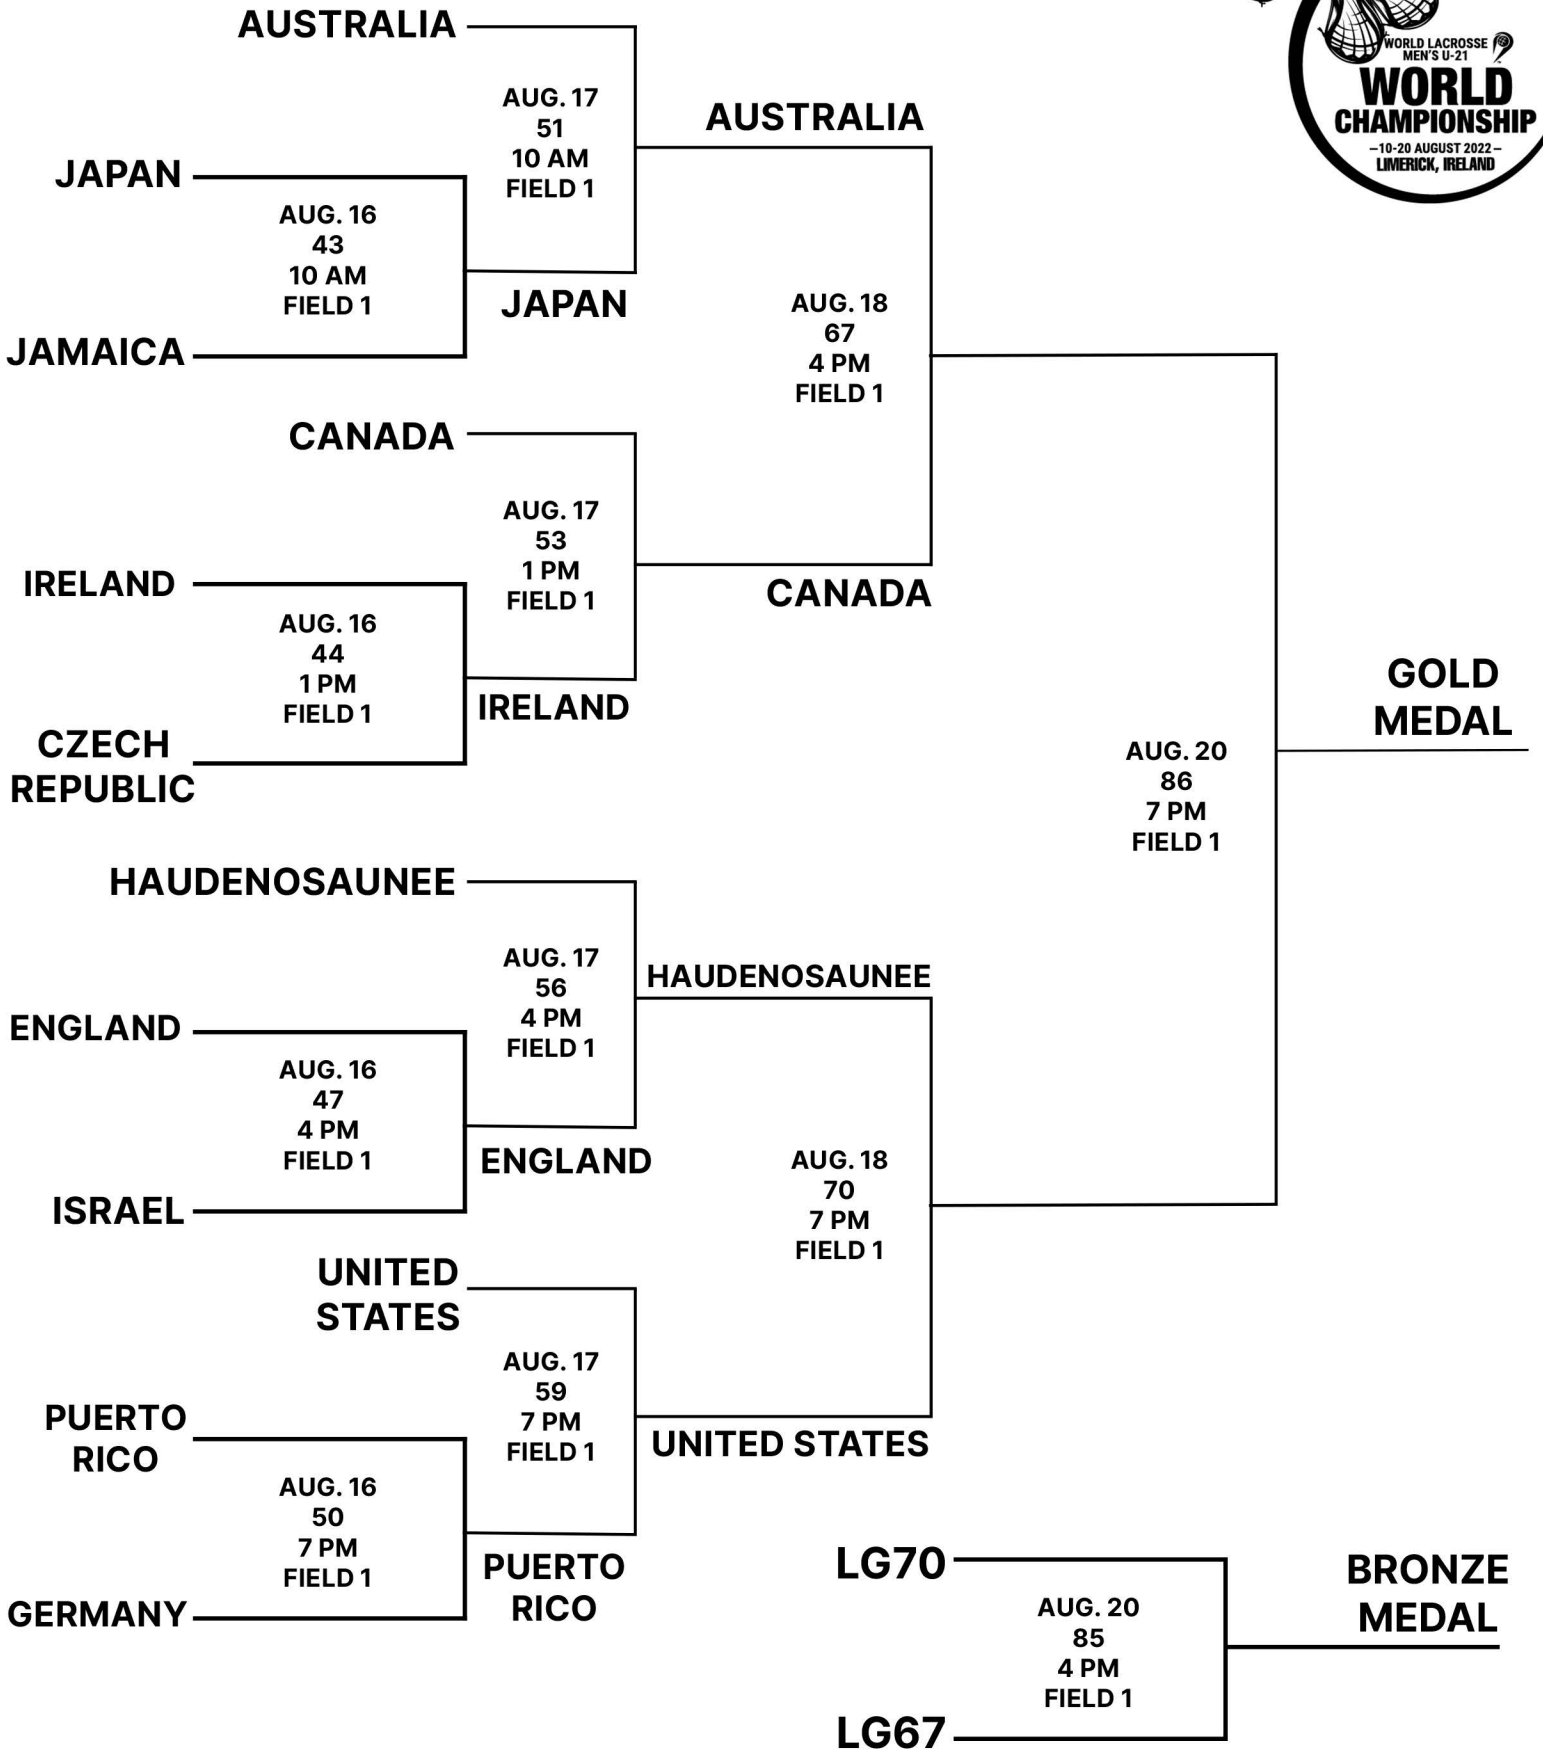 AUSTRALIA
AUG. 17
51
10 AM
FIELD 1
AUSTRALIA
JAPAN
AUG. 16
43
10 AM
FIELD 1
JAMAICA
JAPAN
AUG. 18
67
4 PM
FIELD 1
CANADA
AUG. 17
53
1 PM
FIELD 1
CANADA
IRELAND
AUG. 16
44
1 PM
FIELD 1
CZECH
REPUBLIC
IRELAND
AUG. 20
86
7 PM
FIELD 1
GOLD
MEDAL
HAUDENOSAUNEE
AUG. 17
56
4 PM
FIELD 1
HAUDENOSAUNEE
ENGLAND
AUG. 16
47
4 PM
FIELD 1
ISRAEL
ENGLAND
AUG. 18
70
7 PM
FIELD 1
UNITED
STATES
AUG. 17
59
7 PM
FIELD 1
UNITED STATES
PUERTO
RICO
AUG. 16
50
7 PM
FIELD 1
GERMANY
PUERTO
RICO
LG70
AUG. 20
85
4 PM
FIELD 1
LG67
BRONZE
MEDAL
WORLD LACROSSE
MEN'S U-21
WORLD
CHAMPIONSHIP
–10-20 AUGUST 2022–
LIMERICK, IRELAND